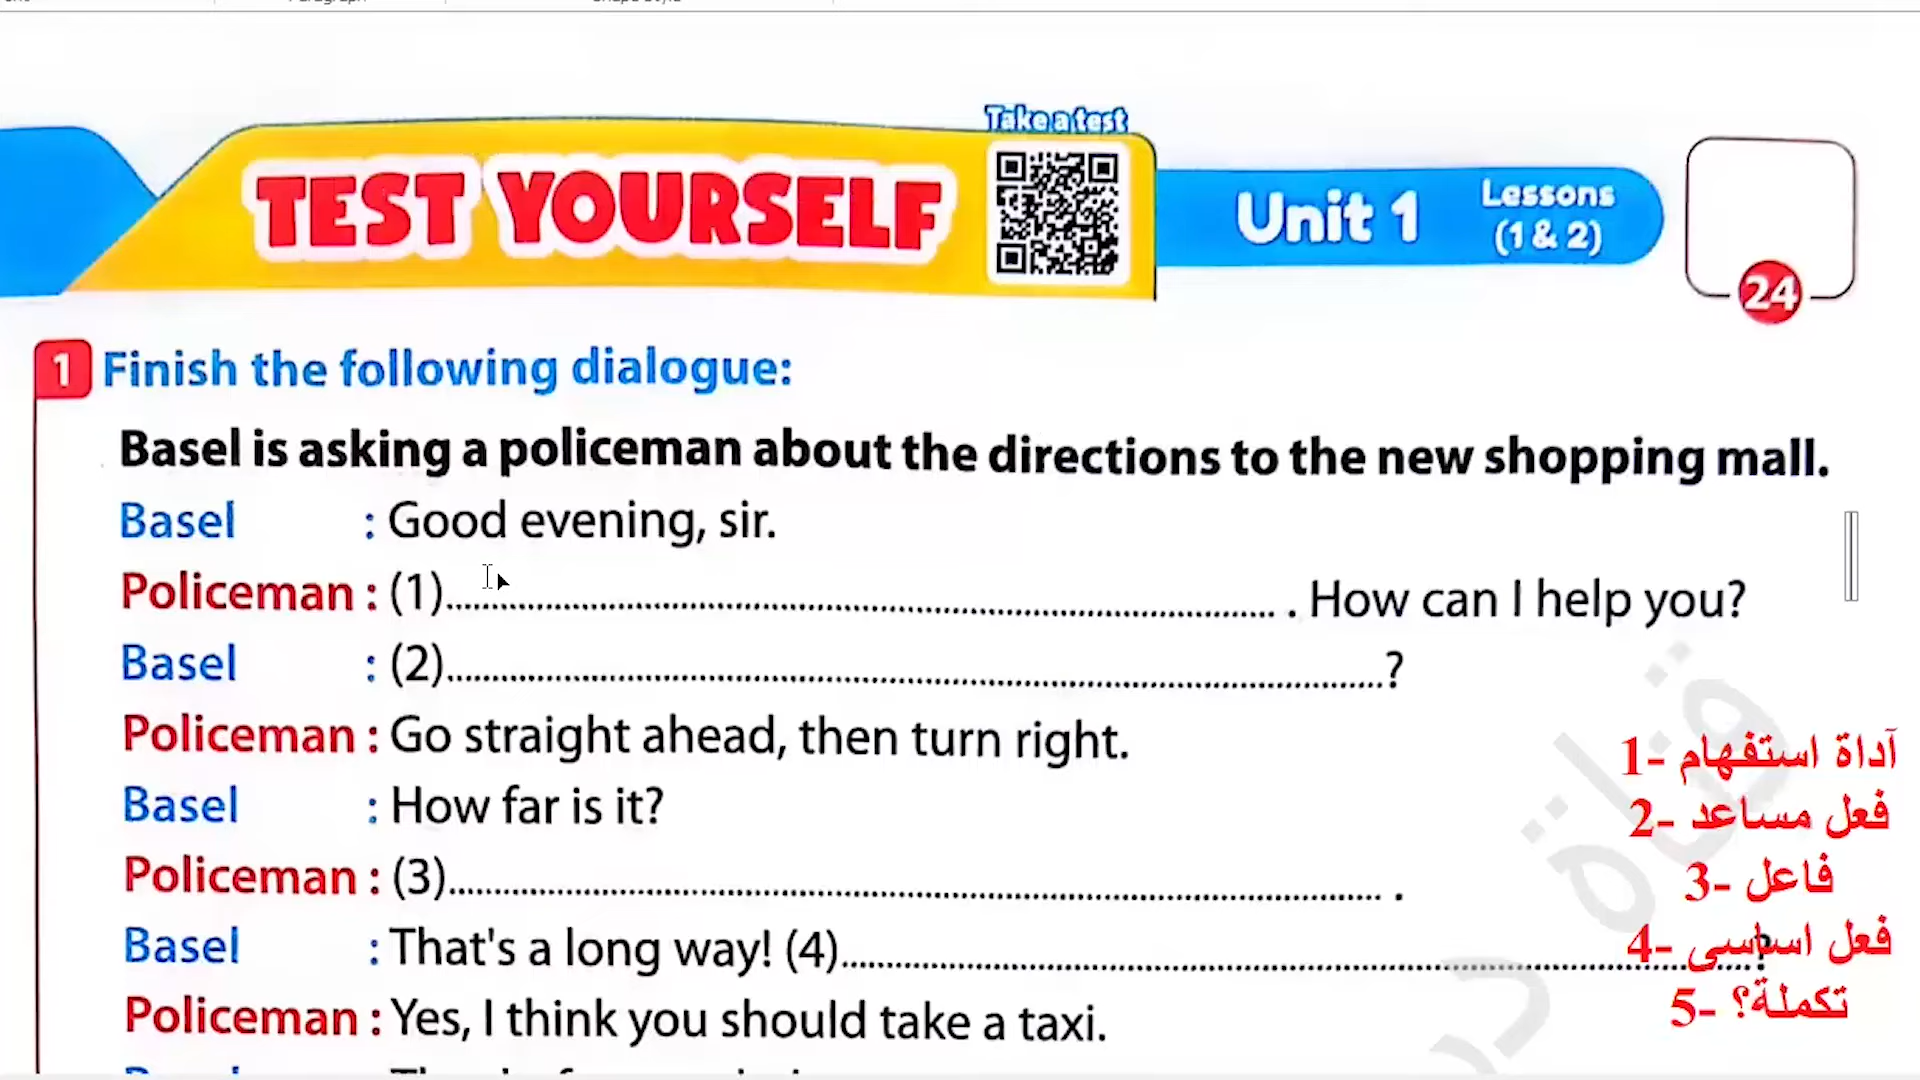 Take a test
TEST YOURSELF
Unit 1
Lessons
(1 & 2)
24
1 Finish the following dialogue:
Basel is asking a policeman about the directions to the new shopping mall.
Basel : Good evening, sir.
Policeman : (1)........................................ . How can I help you?
Basel : (2)........................................?
Policeman : Go straight ahead, then turn right.
Basel : How far is it?
Policeman : (3)........................................ .
Basel : That's a long way! (4)........................................?
Policeman : Yes, I think you should take a taxi.
1- آداة استفهام
2- فعل مساعد
3- فاعل
4- فعل اساسى
5- تكملة؟